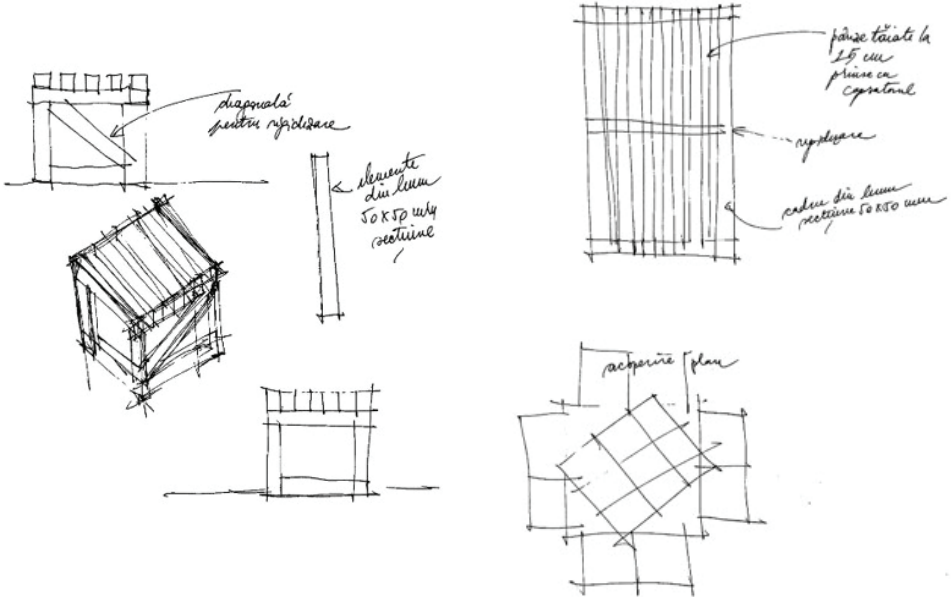 diagonală
pentru rigidizare
elemente
din lemn
50x50 mm
secțiune
pânze tăiate la
25 cm
prinse cu
capsatorul
rigidizare
cadru din lemn
secțiune 50x50 mm
acoperire plan